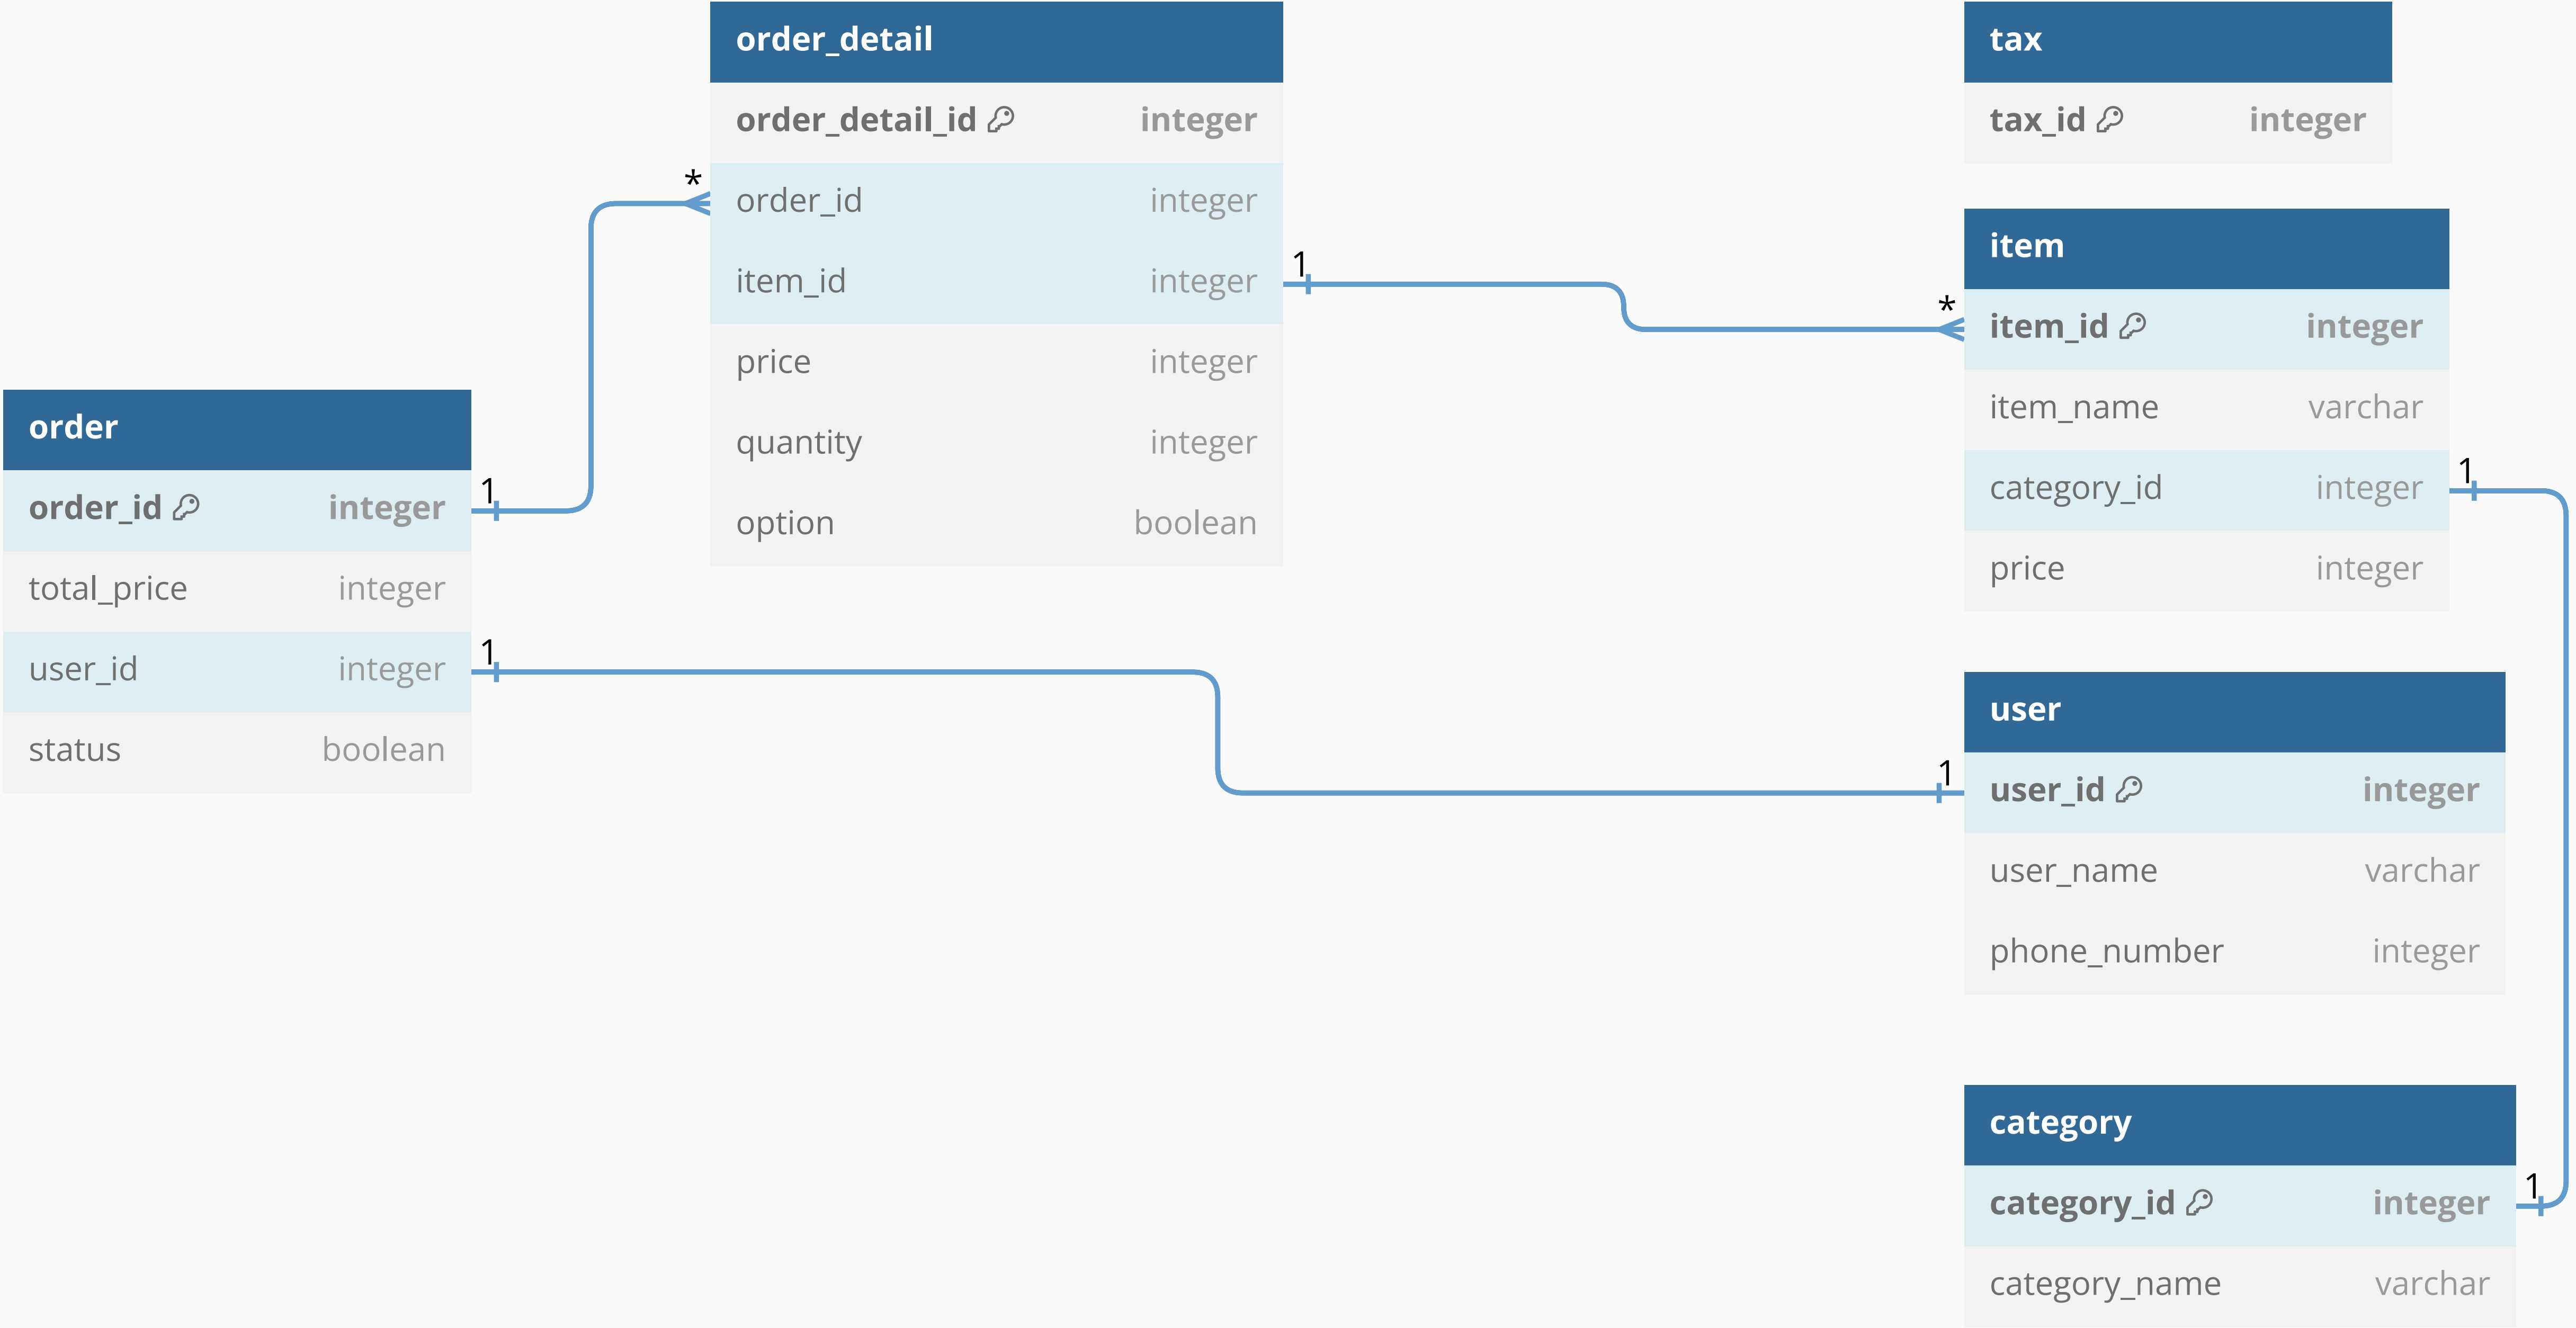 order_detail
order_detail_id integer
*
order_id integer
1
item_id integer
price integer
quantity integer
option boolean
tax
tax_id integer
item
*
item_id integer
item_name varchar
1
category_id integer
price integer
order
1
order_id integer
total_price integer
1
user_id integer
status boolean
user
1
user_id integer
user_name varchar
phone_number integer
category
1
category_id integer
category_name varchar